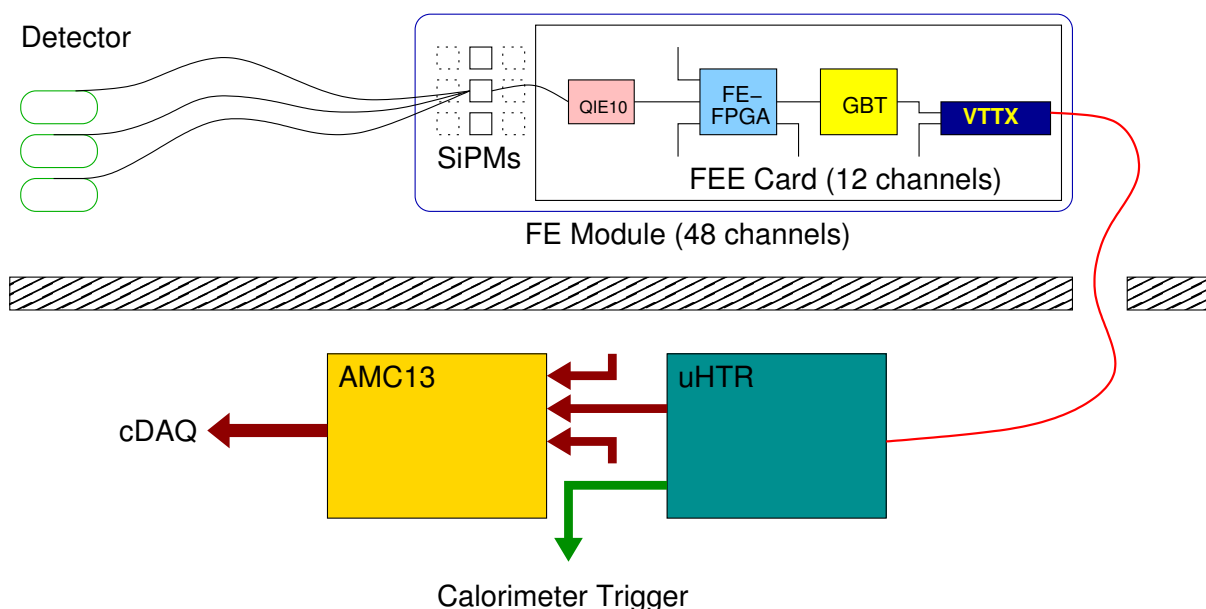 Detector
SiPMs
QIE10
FE–
FPGA
GBT
VTTX
FEE Card (12 channels)
FE Module (48 channels)
AMC13
uHTR
cDAQ
Calorimeter Trigger